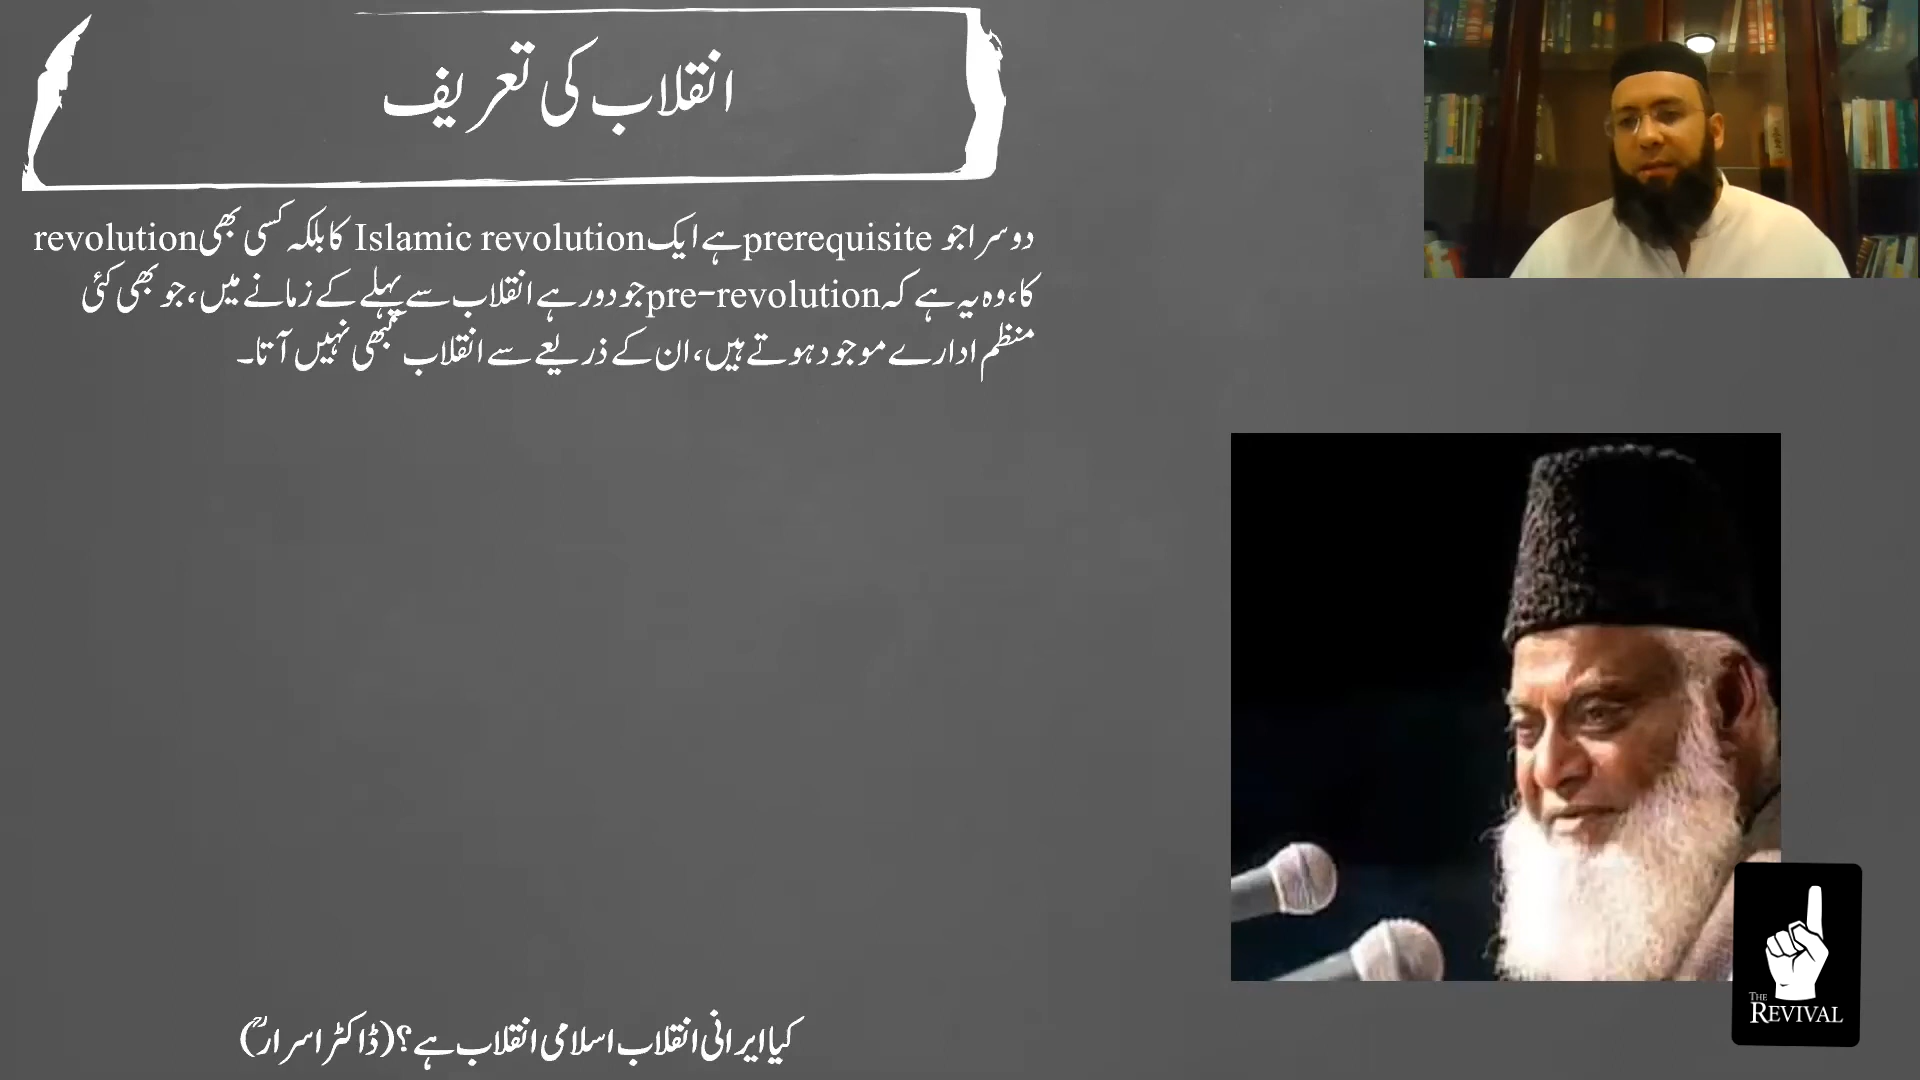 انقلاب کی تعریف
دوسرا جو prerequisite ہے ایک Islamic revolution کا بلکہ کسی بھی revolution
کا، وہ یہ ہے کہ pre-revolution جو دور ہے انقلاب سے پہلے کے زمانے میں، جو بھی کئی
منظم ادارے موجود ہوتے ہیں، ان کے ذریعے سے انقلاب کبھی نہیں آتا۔
THE
REVIVAL
کیا ایرانی انقلاب اسلامی انقلاب ہے؟ (ڈاکٹر اسرارؒ)